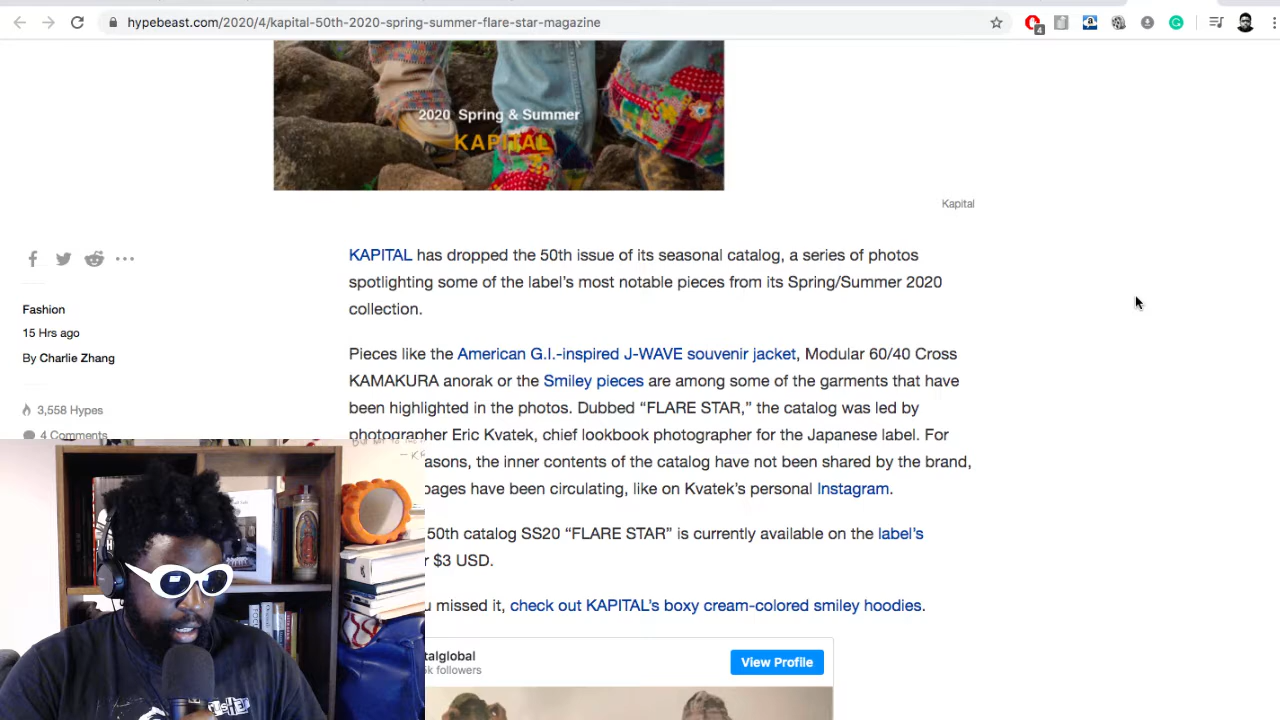 hypebeast.com/2020/4/kapital-50th-2020-spring-summer-flare-star-magazine
4
2020 Spring & Summer
KAPITAL
Kapital
KAPITAL has dropped the 50th issue of its seasonal catalog, a series of photos
spotlighting some of the label’s most notable pieces from its Spring/Summer 2020
collection.
Fashion
15 Hrs ago
By Charlie Zhang
3,558 Hypes
4 Comments
Pieces like the American G.I.-inspired J-WAVE souvenir jacket, Modular 60/40 Cross
KAMAKURA anorak or the Smiley pieces are among some of the garments that have
been highlighted in the photos. Dubbed “FLARE STAR,” the catalog was led by
photographer Eric Kvatek, chief lookbook photographer for the Japanese label. For
asons, the inner contents of the catalog have not been shared by the brand,
pages have been circulating, like on Kvatek’s personal Instagram.
50th catalog SS20 “FLARE STAR” is currently available on the label’s
r $3 USD.
u missed it, check out KAPITAL’s boxy cream-colored smiley hoodies.
talglobal
k followers
View Profile